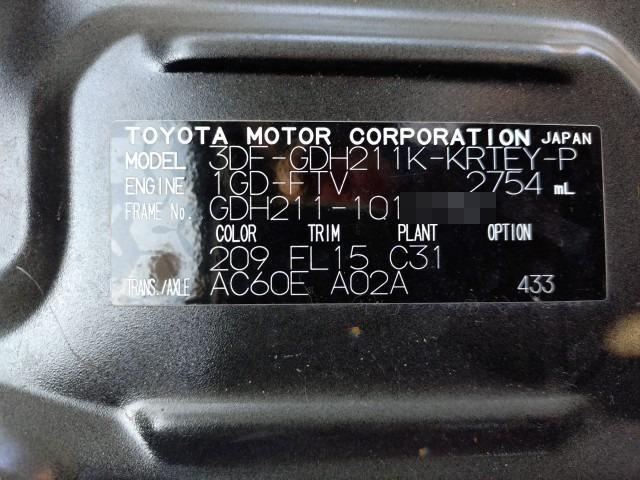 TOYOTA MOTOR CORPORATION JAPAN
MODEL 3DF-GDH211K-KRTEY-P
ENGINE 1GD-FTV 2754 mL
FRAME No. GDH211-101
COLOR TRIM PLANT OPTION
209 EL15 C31
TRANS./AXLE AC60E A02A 433